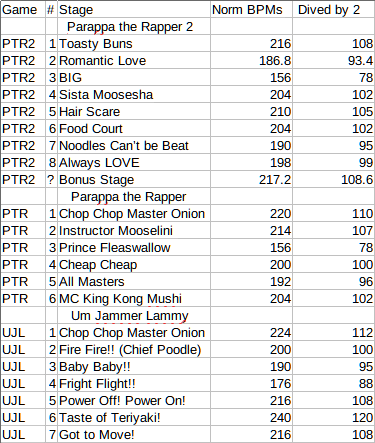 Game # Stage Norm BPMs Dived by 2
Parappa the Rapper 2
PTR2 1 Toasty Buns 216 108
PTR2 2 Romantic Love 186.8 93.4
PTR2 3 BIG 156 78
PTR2 4 Sista Moosesha 204 102
PTR2 5 Hair Scare 210 105
PTR2 6 Food Court 204 102
PTR2 7 Noodles Can't be Beat 190 95
PTR2 8 Always LOVE 198 99
PTR2 ? Bonus Stage 217.2 108.6
Parappa the Rapper
PTR 1 Chop Chop Master Onion 220 110
PTR 2 Instructor Mooselini 214 107
PTR 3 Prince Fleaswallow 156 78
PTR 4 Cheap Cheap 200 100
PTR 5 All Masters 192 96
PTR 6 MC King Kong Mushi 204 102
Um Jammer Lammy
UJL 1 Chop Chop Master Onion 224 112
UJL 2 Fire Fire!! (Chief Poodle) 200 100
UJL 3 Baby Baby!! 190 95
UJL 4 Fright Flight!! 176 88
UJL 5 Power Off! Power On! 216 108
UJL 6 Taste of Teriyaki! 240 120
UJL 7 Got to Move! 216 108